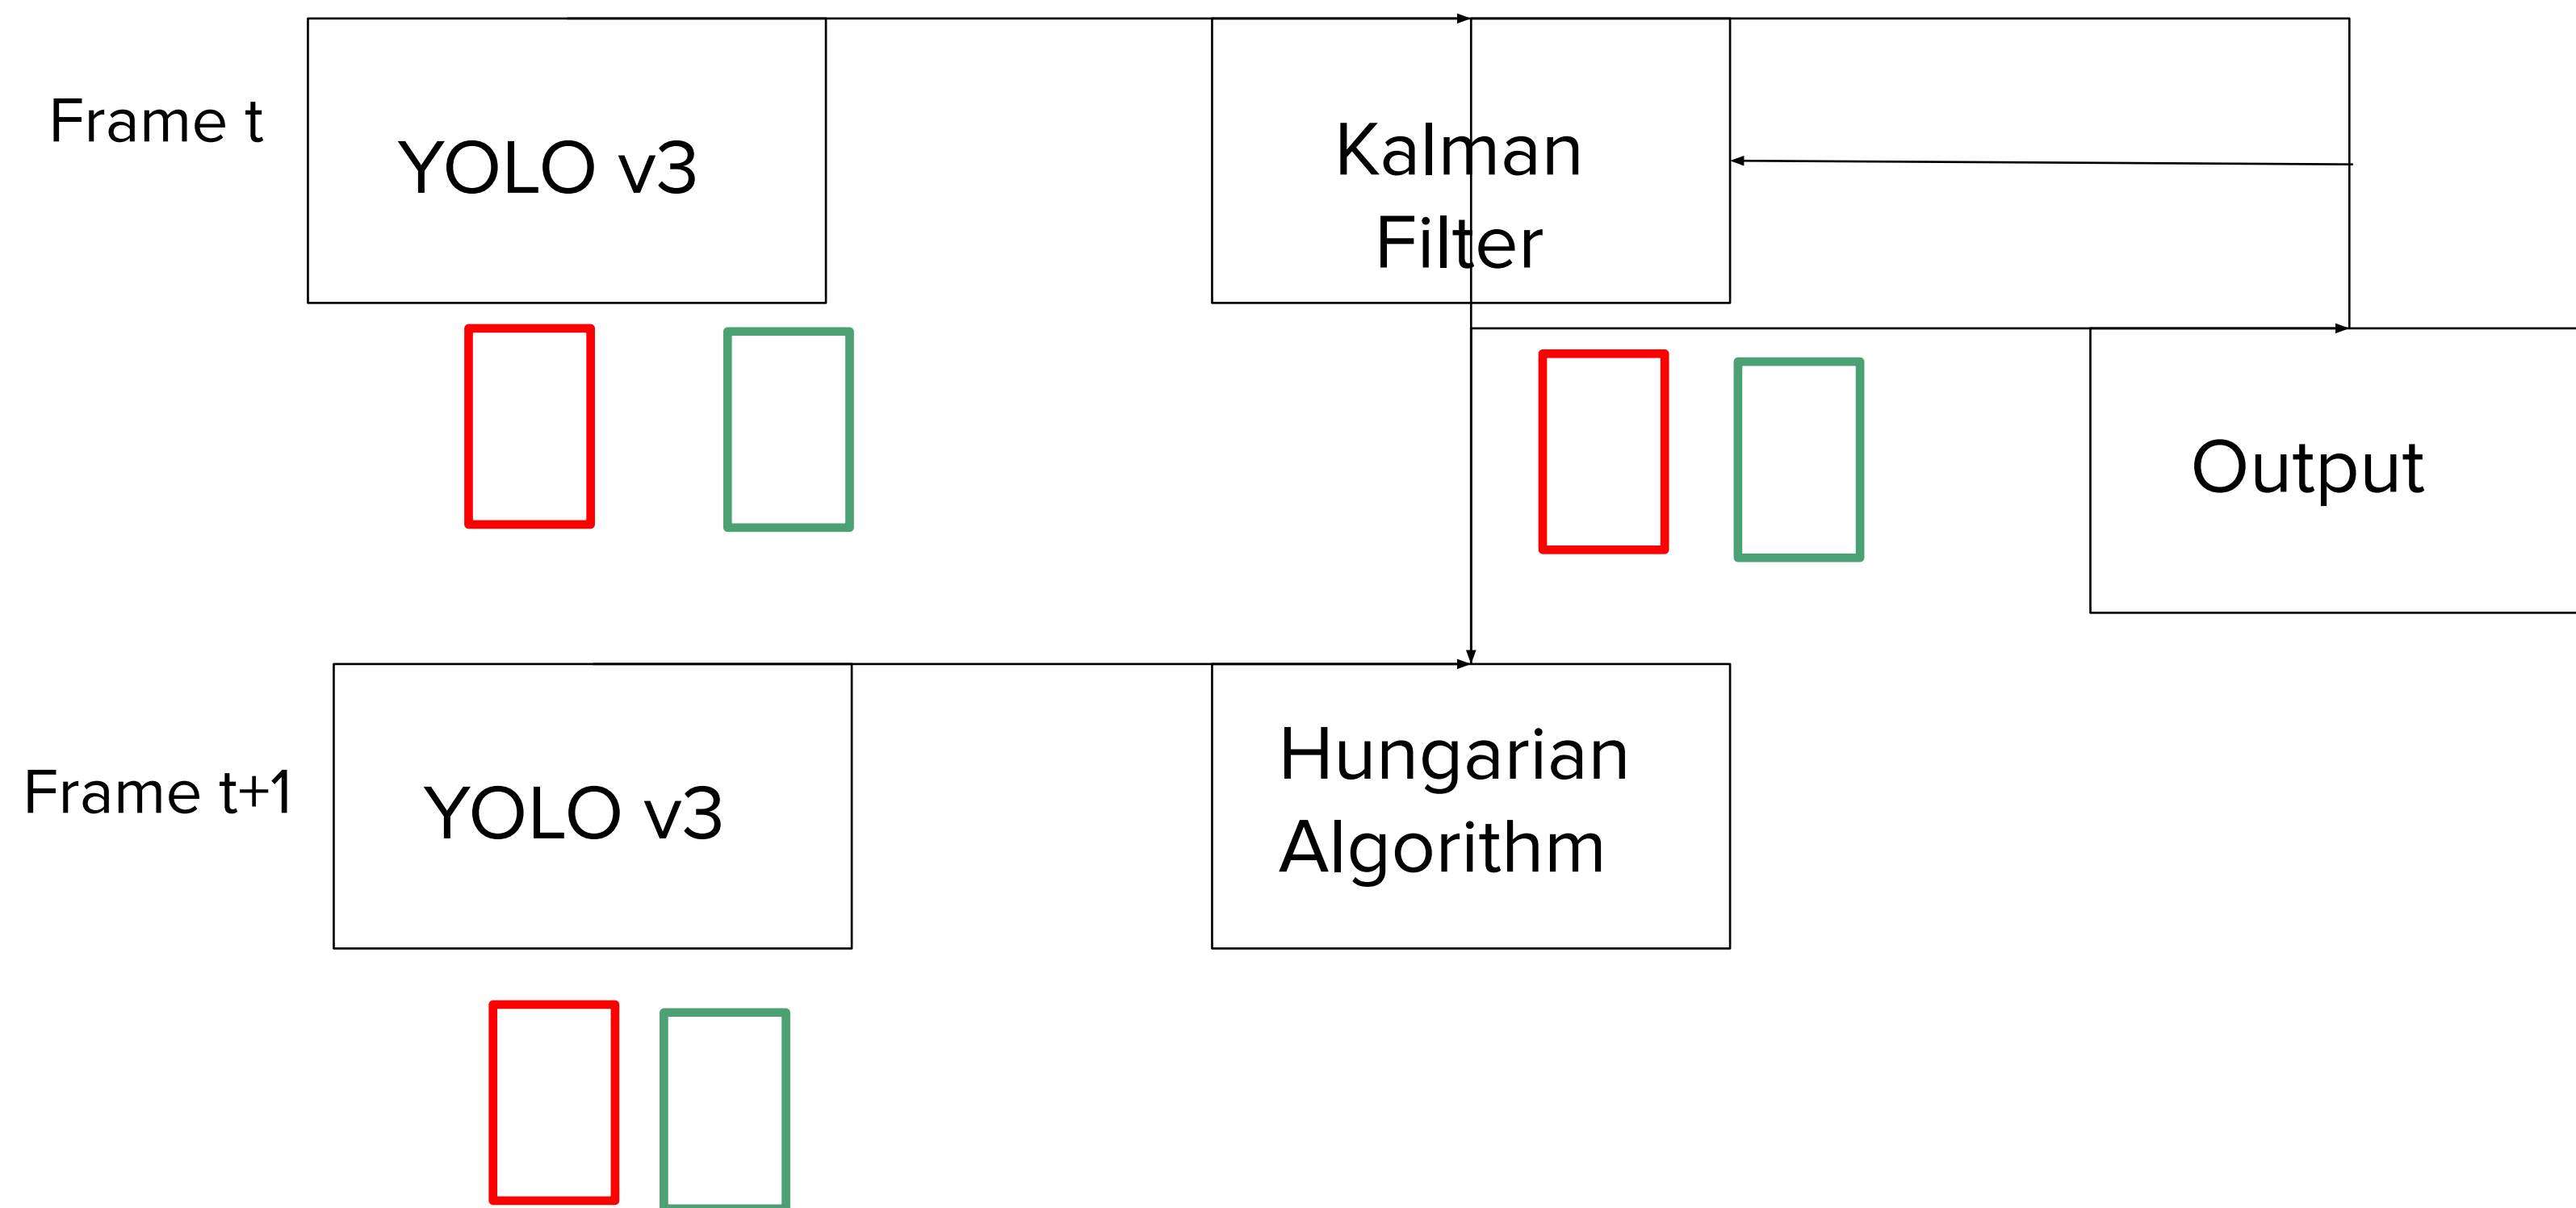 Frame t
YOLO v3
Kalman
Filter
Output
Frame t+1
YOLO v3
Hungarian
Algorithm